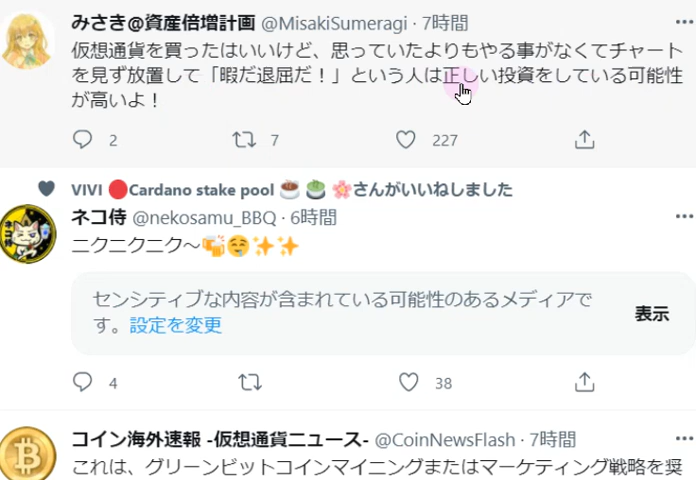 みさき@資産倍増計画 @MisakiSumeragi · 7時間
仮想通貨を買ったはいいけど、思っていたよりもやる事がなくてチャート
を見ず放置して「暇だ退屈だ！」という人は正しい投資をしている可能性
が高いよ！
2 7 227
VIVI 🔴Cardano stake pool ☕ 🍵 🌸さんがいいねしました
ネコ侍 @nekosamu_BBQ · 6時間
ニクニクニク～🍻🤤✨✨
センシティブな内容が含まれている可能性のあるメディアで
す。設定を変更
表示
4 38
コイン海外速報 -仮想通貨ニュース- @CoinNewsFlash · 7時間
これは、グリーンビットコインマイニングまたはマーケティング戦略を奨